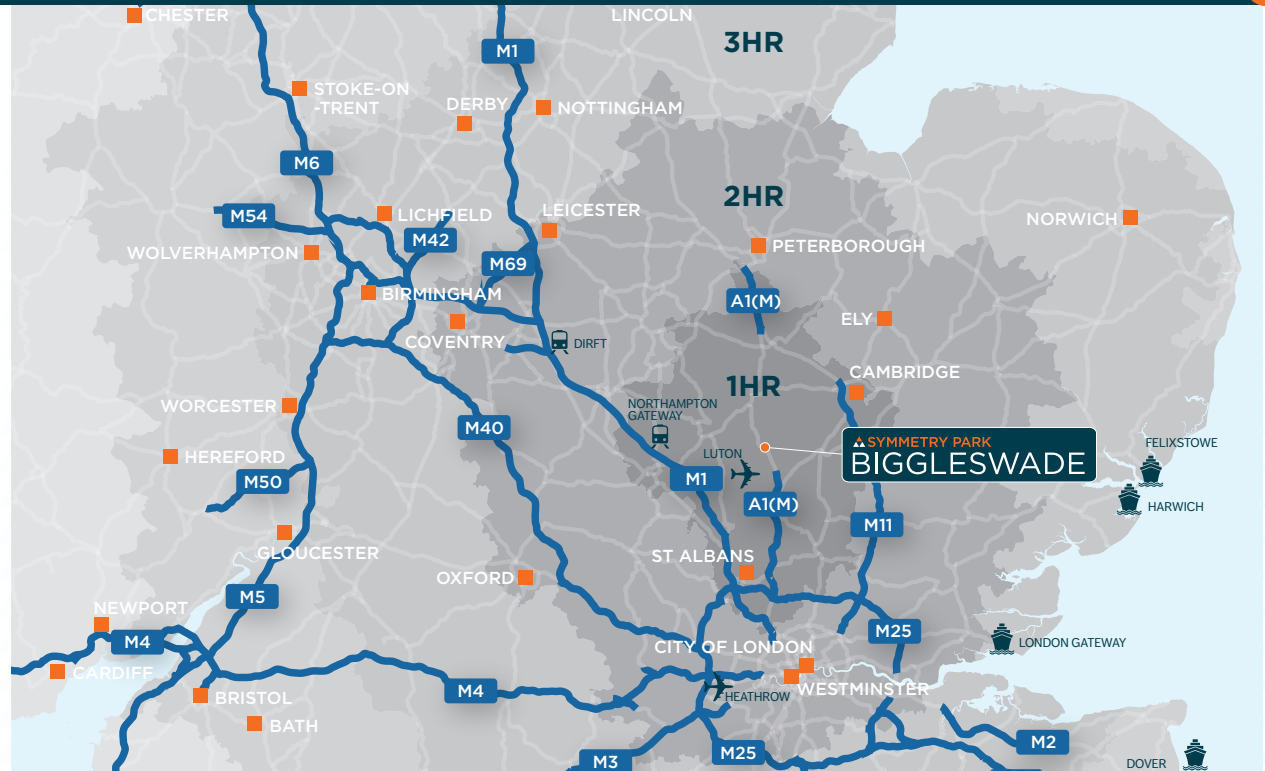 CHESTER
LINCOLN
3HR
M1
STOKE-ON
-TRENT
DERBY
NOTTINGHAM
M6
2HR
M54
LICHFIELD
LEICESTER
NORWICH
M42
PETERBOROUGH
WOLVERHAMPTON
M69
BIRMINGHAM
A1(M)
ELY
COVENTRY
DIRFT
CAMBRIDGE
1HR
WORCESTER
NORTHAMPTON
GATEWAY
M40
SYMMETRY PARK
BIGGLESWADE
FELIXSTOWE
HEREFORD
LUTON
M50
M1
A1(M)
HARWICH
M11
GLOUCESTER
ST ALBANS
OXFORD
M5
NEWPORT
M4
M25
CITY OF LONDON
LONDON GATEWAY
CARDIFF
M4
WESTMINSTER
HEATHROW
BRISTOL
BATH
M2
M25
M3
DOVER